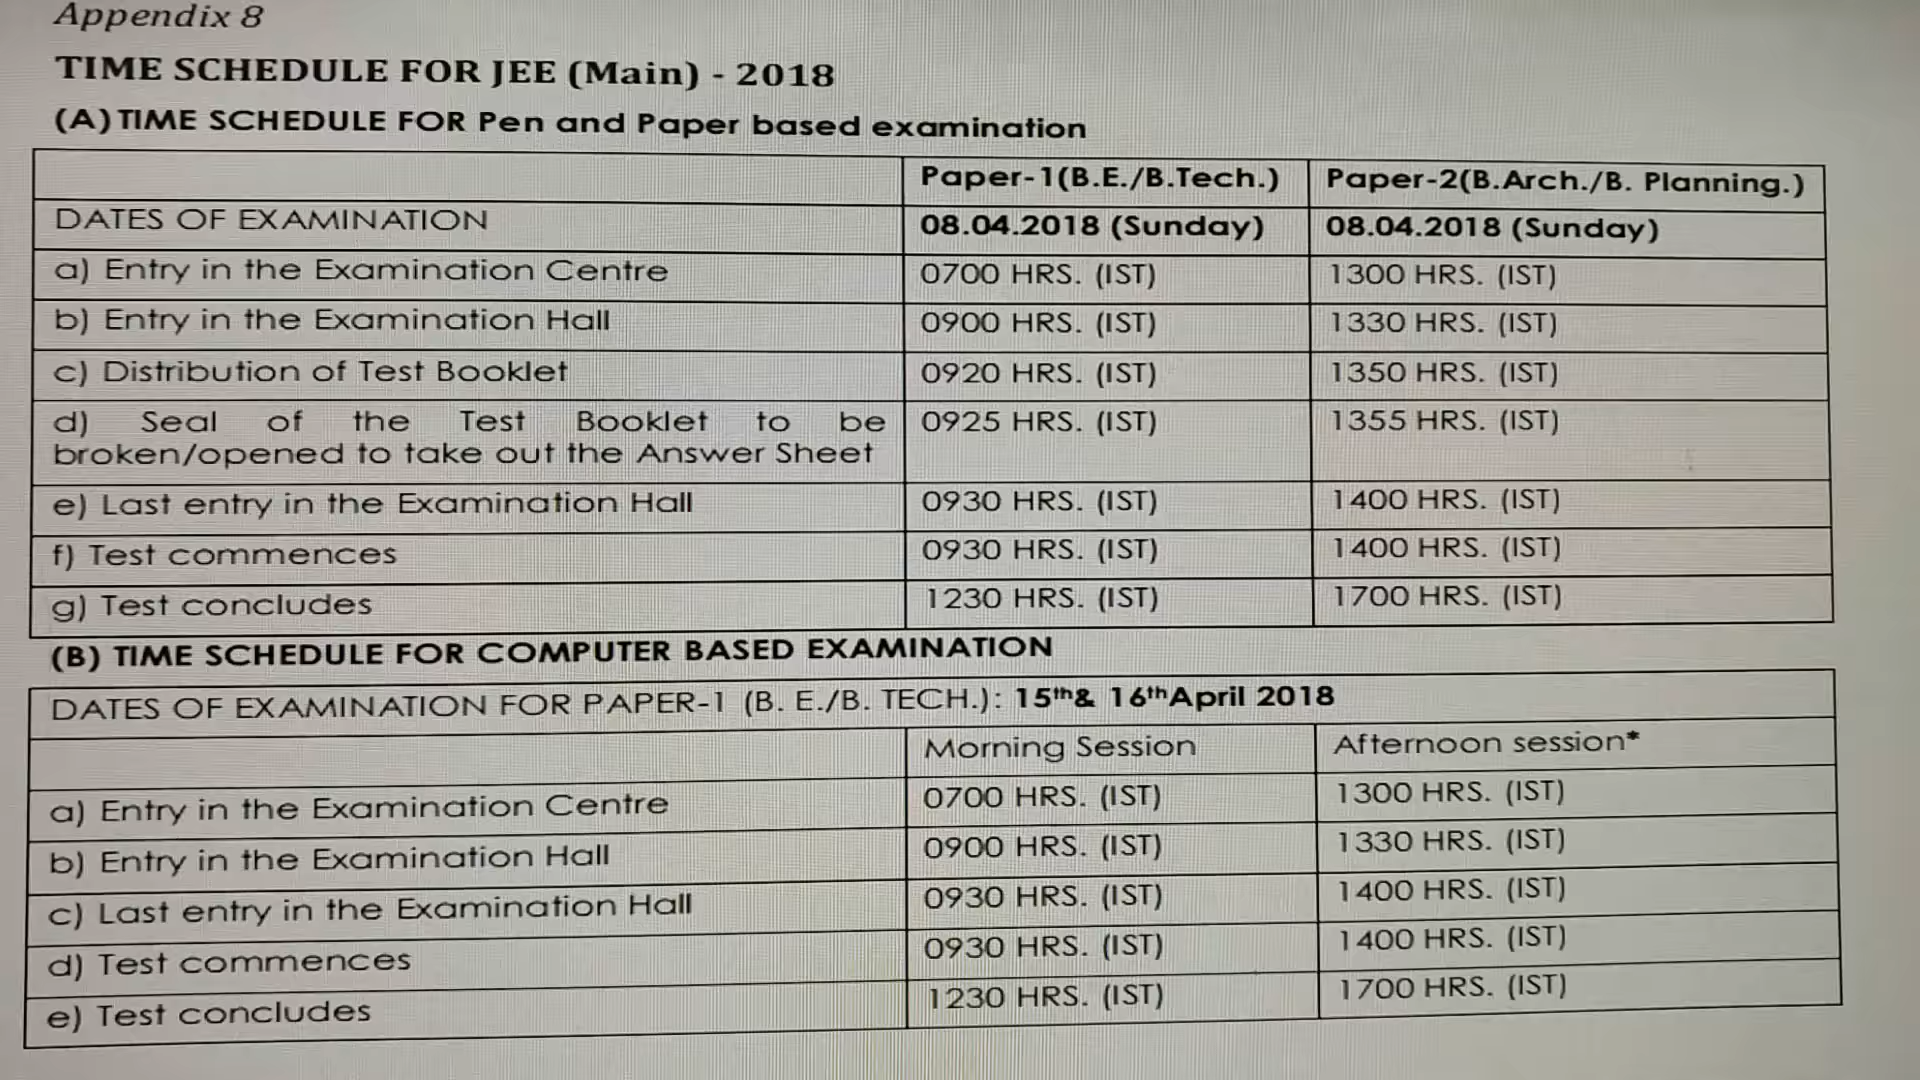 Appendix 8
TIME SCHEDULE FOR JEE (Main) - 2018
(A) TIME SCHEDULE FOR Pen and Paper based examination
Paper-1(B.E./B.Tech.) Paper-2(B.Arch./B. Planning.)
DATES OF EXAMINATION 08.04.2018 (Sunday) 08.04.2018 (Sunday)
a) Entry in the Examination Centre 0700 HRS. (IST) 1300 HRS. (IST)
b) Entry in the Examination Hall 0900 HRS. (IST) 1330 HRS. (IST)
c) Distribution of Test Booklet 0920 HRS. (IST) 1350 HRS. (IST)
d) Seal of the Test Booklet to be 0925 HRS. (IST) 1355 HRS. (IST)
broken/opened to take out the Answer Sheet
e) Last entry in the Examination Hall 0930 HRS. (IST) 1400 HRS. (IST)
f) Test commences 0930 HRS. (IST) 1400 HRS. (IST)
g) Test concludes 1230 HRS. (IST) 1700 HRS. (IST)
(B) TIME SCHEDULE FOR COMPUTER BASED EXAMINATION
DATES OF EXAMINATION FOR PAPER-1 (B. E./B. TECH.): 15th& 16thApril 2018
Morning Session Afternoon session*
a) Entry in the Examination Centre 0700 HRS. (IST) 1300 HRS. (IST)
b) Entry in the Examination Hall 0900 HRS. (IST) 1330 HRS. (IST)
c) Last entry in the Examination Hall 0930 HRS. (IST) 1400 HRS. (IST)
d) Test commences 0930 HRS. (IST) 1400 HRS. (IST)
e) Test concludes 1230 HRS. (IST) 1700 HRS. (IST)